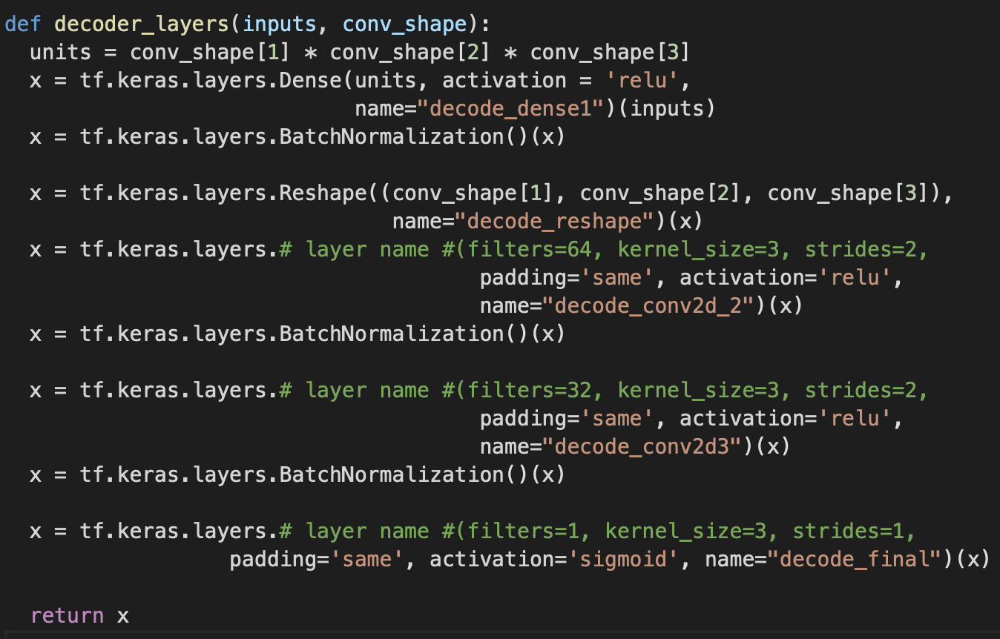 def decoder_layers(inputs, conv_shape):
  units = conv_shape[1] * conv_shape[2] * conv_shape[3]
  x = tf.keras.layers.Dense(units, activation = 'relu',
                            name="decode_dense1")(inputs)
  x = tf.keras.layers.BatchNormalization()(x)

  x = tf.keras.layers.Reshape((conv_shape[1], conv_shape[2], conv_shape[3]),
                               name="decode_reshape")(x)
  x = tf.keras.layers.# layer name #(filters=64, kernel_size=3, strides=2,
                                      padding='same', activation='relu',
                                      name="decode_conv2d_2")(x)
  x = tf.keras.layers.BatchNormalization()(x)

  x = tf.keras.layers.# layer name #(filters=32, kernel_size=3, strides=2,
                                      padding='same', activation='relu',
                                      name="decode_conv2d3")(x)
  x = tf.keras.layers.BatchNormalization()(x)

  x = tf.keras.layers.# layer name #(filters=1, kernel_size=3, strides=1,
                  padding='same', activation='sigmoid', name="decode_final")(x)

  return x